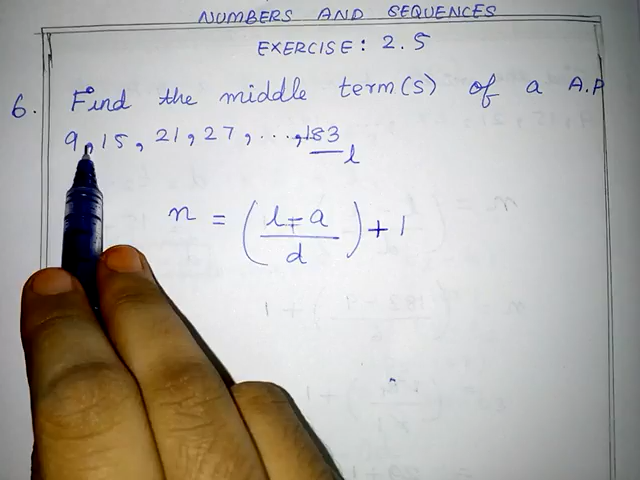 NUMBERS AND SEQUENCES
EXERCISE: 2.5
6. Find the middle term(s) of a A.P
9, 15, 21, 27, ..., 183
l
n = (l - a / d) + 1